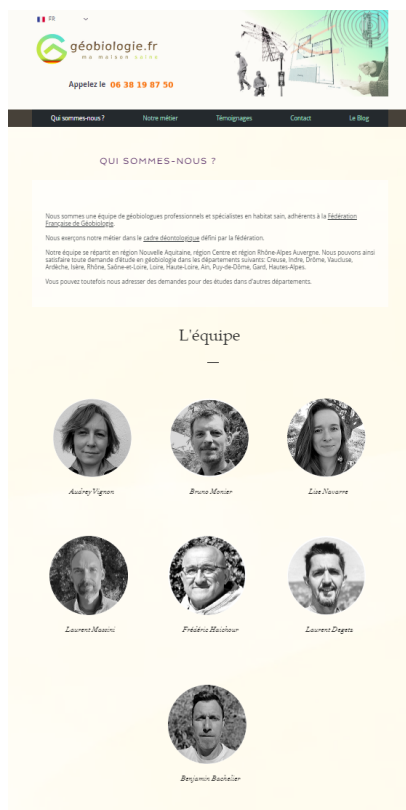 FR
géobiologie.fr
ma maison saine
Appelez le 06 38 19 87 50
Qui sommes-nous ? Notre métier Témoignages Contact Le Blog
QUI SOMMES-NOUS ?
Nous sommes une équipe de géobiologues professionnels et spécialistes en habitat sain, adhérents à la Fédération
Française de Géobiologie.
Nous exerçons notre métier dans le cadre déontologique défini par la fédération.
Notre équipe se répartit en région Nouvelle Aquitaine, région Centre et région Rhône-Alpes Auvergne. Nous pouvons ainsi
satisfaire toute demande d'étude en géobiologie dans les départements suivants: Creuse, Indre, Drôme, Vaucluse,
Ardèche, Isère, Rhône, Saône-et-Loire, Loire, Haute-Loire, Ain, Puy-de-Dôme, Gard, Hautes-Alpes.
Vous pouvez toutefois nous adresser des demandes pour des études dans d'autres départements.
L'équipe
Audrey Vignon Bruno Monier Lise Navarre
Laurent Massini Frédéric Haichour Laurent Degets
Benjamin Bachelier